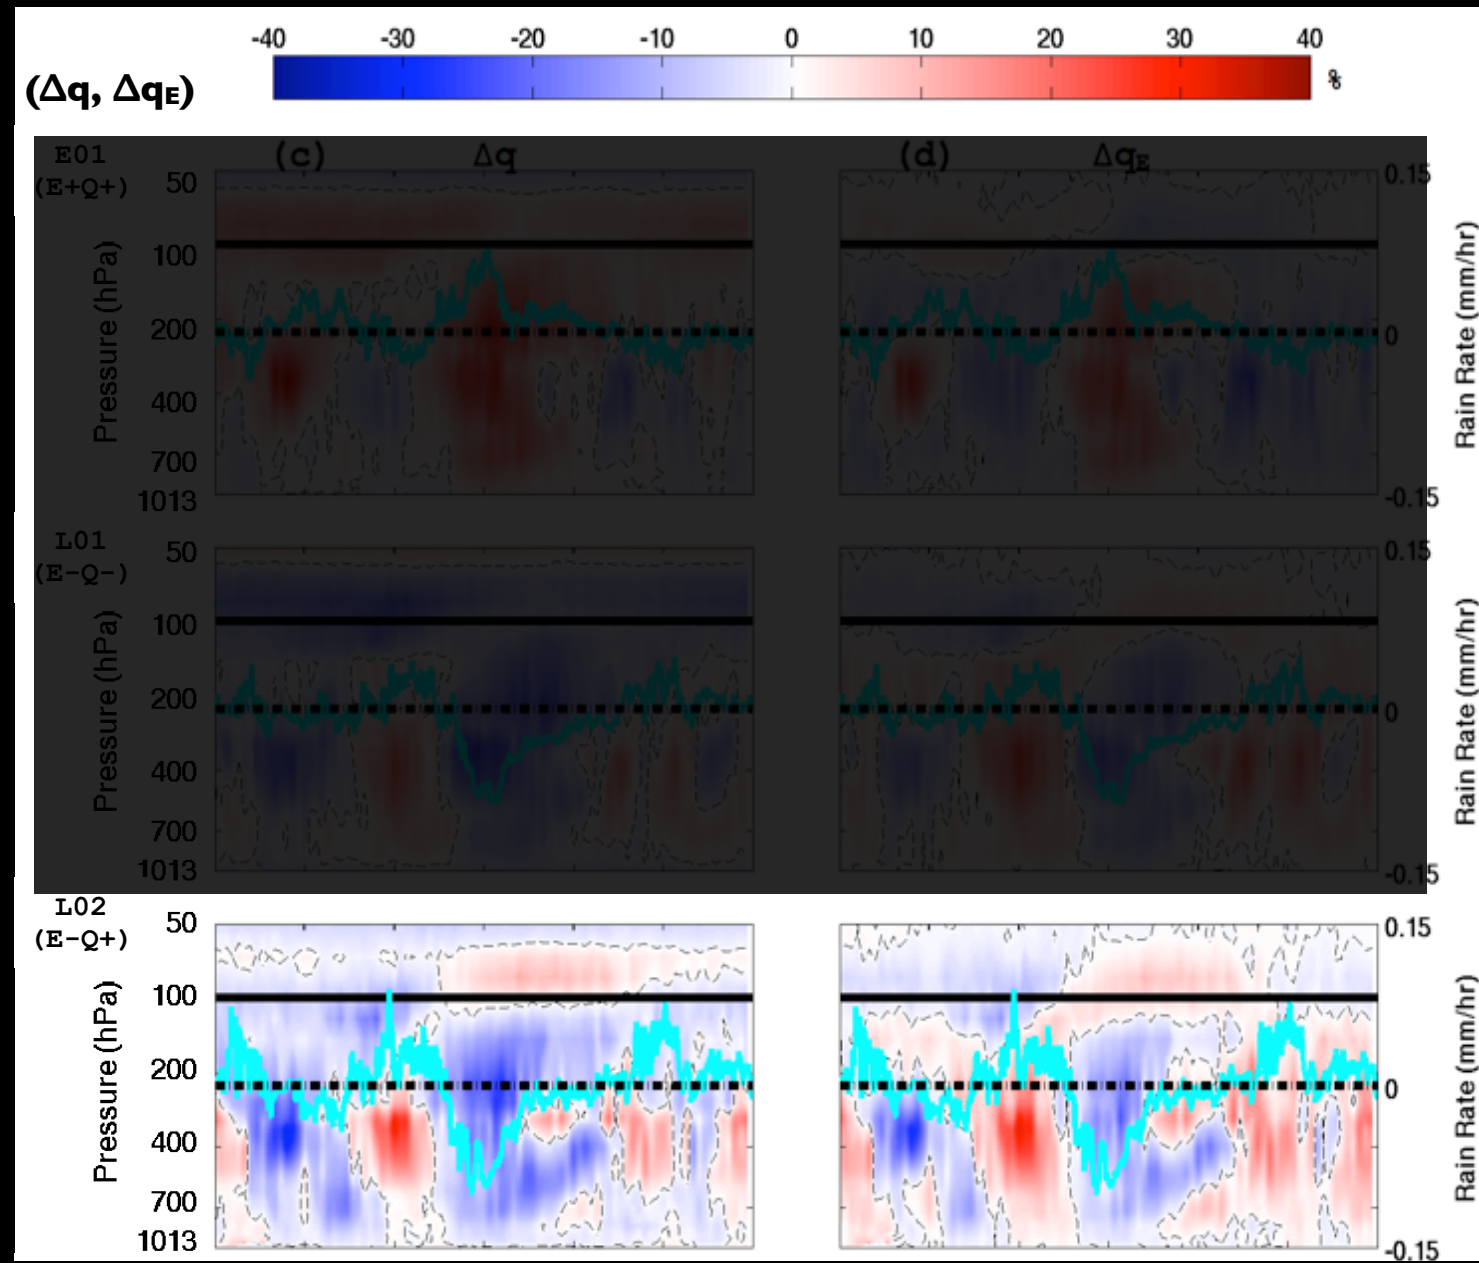 -40 -30 -20 -10 0 10 20 30 40
(Δq, Δqᴇ) %
E01 (c) Δq (d) Δqᴇ
(E+Q+) 50 0.15
100
200 0
400
700
1013 -0.15
Pressure (hPa) Rain Rate (mm/hr)
L01 50 0.15
(E-Q-)
100
200 0
400
700
1013 -0.15
Pressure (hPa) Rain Rate (mm/hr)
L02 50 0.15
(E-Q+)
100
200 0
400
700
1013 -0.15
Pressure (hPa) Rain Rate (mm/hr)